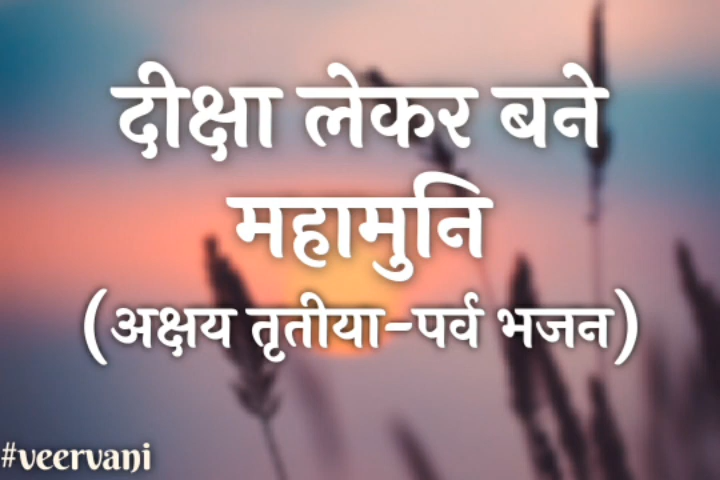 दीक्षा लेकर बने
महामुनि
(अक्षय तृतीया-पर्व भजन)
#veervani